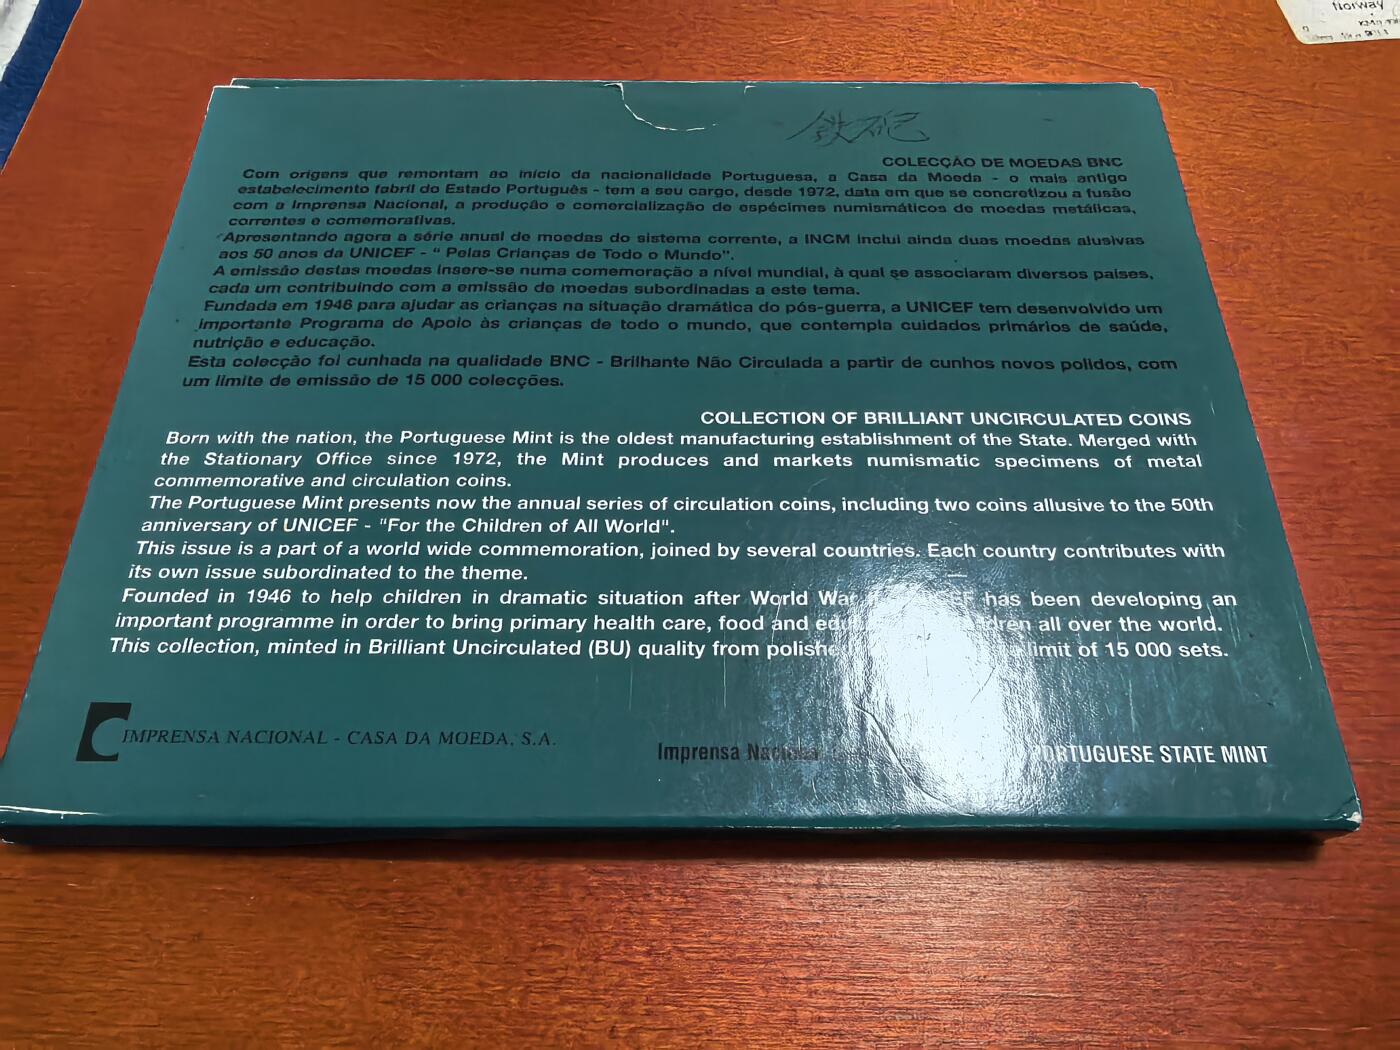 Norway
鉄砲
COLECÇÃO DE MOEDAS BNC
Com origens que remontam ao início da nacionalidade Portuguesa, a Casa da Moeda - o mais antigo
estabelecimento fabril do Estado Português - tem a seu cargo, desde 1972, data em que se concretizou a fusão
com a Imprensa Nacional, a produção e comercialização de espécimes numismáticos de moedas metálicas,
correntes e comemorativas.
Apresentando agora a série anual de moedas do sistema corrente, a INCM inclui ainda duas moedas alusivas
aos 50 anos da UNICEF - " Pelas Crianças de Todo o Mundo".
A emissão destas moedas insere-se numa comemoração a nível mundial, à qual se associaram diversos países,
cada um contribuindo com a emissão de moedas subordinadas a este tema.
Fundada em 1946 para ajudar as crianças na situação dramática do pós-guerra, a UNICEF tem desenvolvido um
importante Programa de Apoio às crianças de todo o mundo, que contempla cuidados primários de saúde,
nutrição e educação.
Esta colecção foi cunhada na qualidade BNC - Brilhante Não Circulada a partir de cunhos novos polidos, com
um limite de emissão de 15 000 colecções.
COLLECTION OF BRILLIANT UNCIRCULATED COINS
Born with the nation, the Portuguese Mint is the oldest manufacturing establishment of the State. Merged with
the Stationary Office since 1972, the Mint produces and markets numismatic specimens of metal
commemorative and circulation coins.
The Portuguese Mint presents now the annual series of circulation coins, including two coins allusive to the 50th
anniversary of UNICEF - "For the Children of All World".
This issue is a part of a world wide commemoration, joined by several countries. Each country contributes with
its own issue subordinated to the theme.
Founded in 1946 to help children in dramatic situation after World War has been developing an
important programme in order to bring primary health care, food and all over the world.
This collection, minted in Brilliant Uncirculated (BU) quality from limit of 15 000 sets.
IMPRENSA NACIONAL - CASA DA MOEDA, S.A.
Imprensa Nacional PORTUGUESE STATE MINT